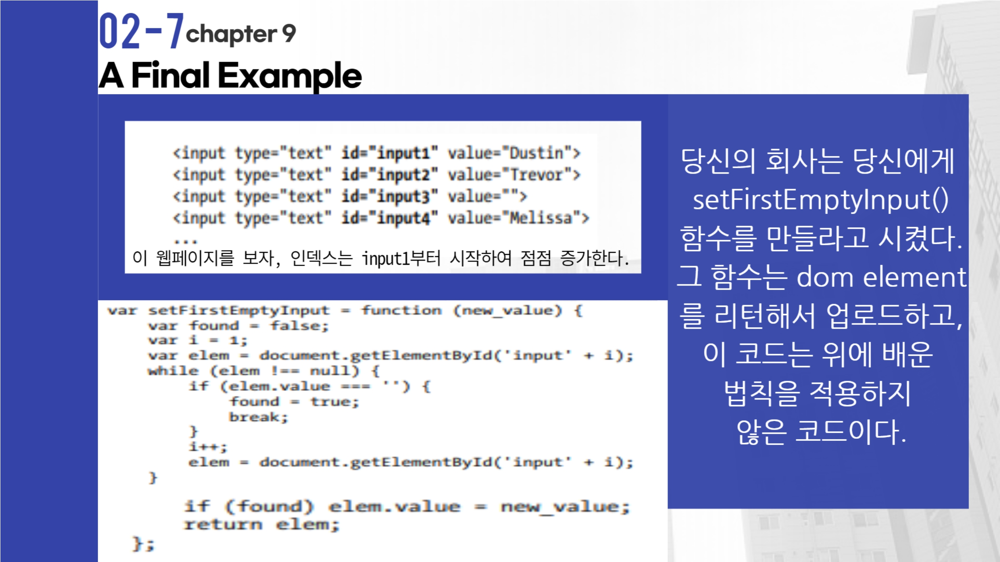 02-7 chapter 9
A Final Example
<input type="text" id="input1" value="Dustin">
<input type="text" id="input2" value="Trevor">
<input type="text" id="input3" value="">
<input type="text" id="input4" value="Melissa">
...
이 웹페이지를 보자, 인덱스는 input1부터 시작하여 점점 증가한다.
var setFirstEmptyInput = function (new_value) {
var found = false;
var i = 1;
var elem = document.getElementById('input' + i);
while (elem !== null) {
if (elem.value === '') {
found = true;
break;
}
i++;
elem = document.getElementById('input' + i);
}
if (found) elem.value = new_value;
return elem;
};
당신의 회사는 당신에게
setFirstEmptyInput()
함수를 만들라고 시켰다.
그 함수는 dom element
를 리턴해서 업로드하고,
이 코드는 위에 배운
법칙을 적용하지
않은 코드이다.